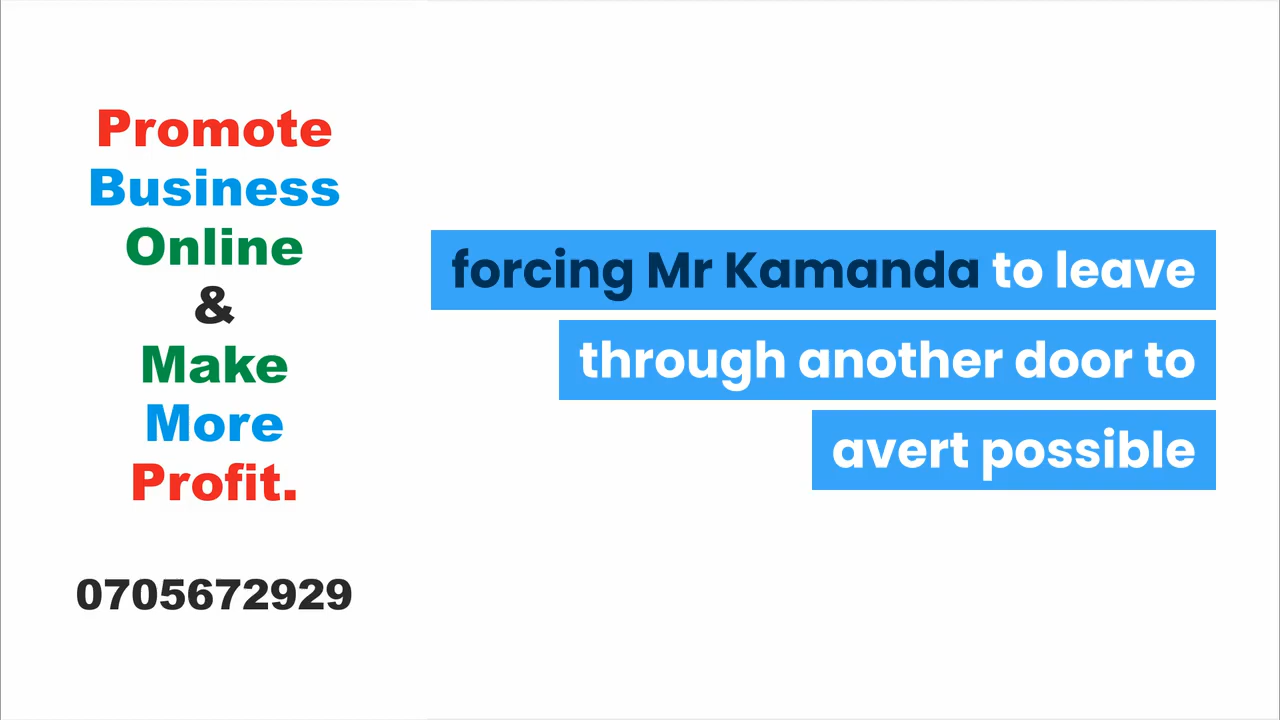 Promote
Business
Online
&
Make
More
Profit.
0705672929
forcing Mr Kamanda to leave
through another door to
avert possible